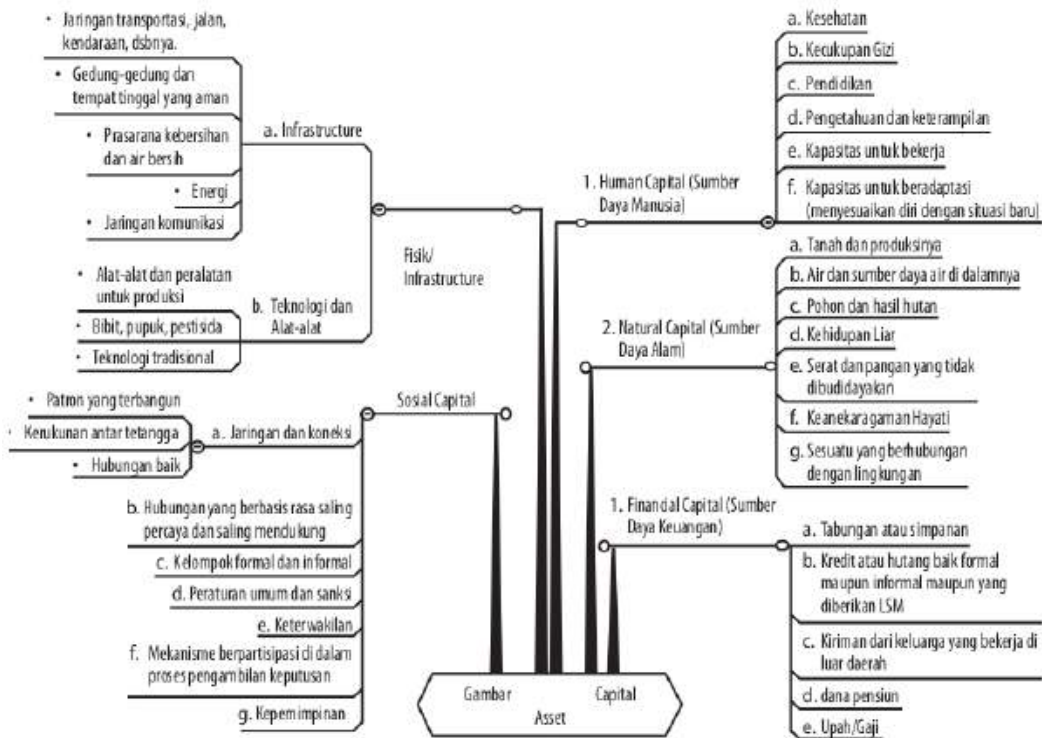 • Jaringan transportasi, jalan,
kendaraan, dsbnya.
• Gedung-gedung dan
tempat tinggal yang aman
• Prasarana kebersihan
dan air bersih
• Energi
• Jaringan komunikasi
a. Infrastructure
• Alat-alat dan peralatan
untuk produksi
• Bibit, pupuk, pestisida
• Teknologi tradisional
b. Teknologi dan
Alat-alat
Fisik/
Infrastructure
• Patron yang terbangun
• Kerukunan antar tetangga
• Hubungan baik
a. Jaringan dan koneksi
Sosial Capital
b. Hubungan yang berbasis rasa saling
percaya dan saling mendukung
c. Kelompok formal dan informal
d. Peraturan umum dan sanksi
e. Keterwakilan
f. Mekanisme berpartisipasi di dalam
proses pengambilan keputusan
g. Kepemimpinan
1. Human Capital (Sumber
Daya Manusia)
a. Kesehatan
b. Kecukupan Gizi
c. Pendidikan
d. Pengetahuan dan keterampilan
e. Kapasitas untuk bekerja
f. Kapasitas untuk beradaptasi
(menyesuaikan diri dengan situasi baru)
2. Natural Capital (Sumber
Daya Alam)
a. Tanah dan produksinya
b. Air dan sumber daya air di dalamnya
c. Pohon dan hasil hutan
d. Kehidupan Liar
e. Serat dan pangan yang tidak
dibudidayakan
f. Keanekaragaman Hayati
g. Sesuatu yang berhubungan
dengan lingkungan
1. Financial Capital (Sumber
Daya Keuangan)
a. Tabungan atau simpanan
b. Kredit atau hutang baik formal
maupun informal maupun yang
diberikan LSM
c. Kiriman dari keluarga yang bekerja di
luar daerah
d. dana pensiun
e. Upah/Gaji
Gambar Capital
Asset